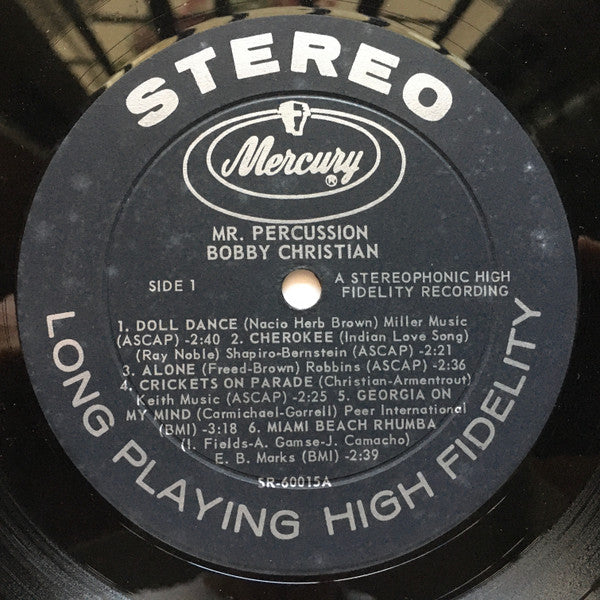 STEREO
Mercury
®
MR. PERCUSSION
BOBBY CHRISTIAN
SIDE 1
A STEREOPHONIC HIGH
FIDELITY RECORDING
1. DOLL DANCE (Nacio Herb Brown) Miller Music
(ASCAP) -2:40 2. CHEROKEE (Indian Love Song)
(Ray Noble) Shapiro-Bernstein (ASCAP) -2:21
3. ALONE (Freed-Brown) Robbins (ASCAP) -2:36
4. CRICKETS ON PARADE (Christian-Armentrout)
Keith Music (ASCAP) -2:25 5. GEORGIA ON
MY MIND (Carmichael-Gorrell) Peer International
(BMI) -3:18 6. MIAMI BEACH RHUMBA
(I. Fields-A. Gamse-J. Camacho)
E. B. Marks (BMI) -2:39
SR-60015A
LONG PLAYING HIGH FIDELITY